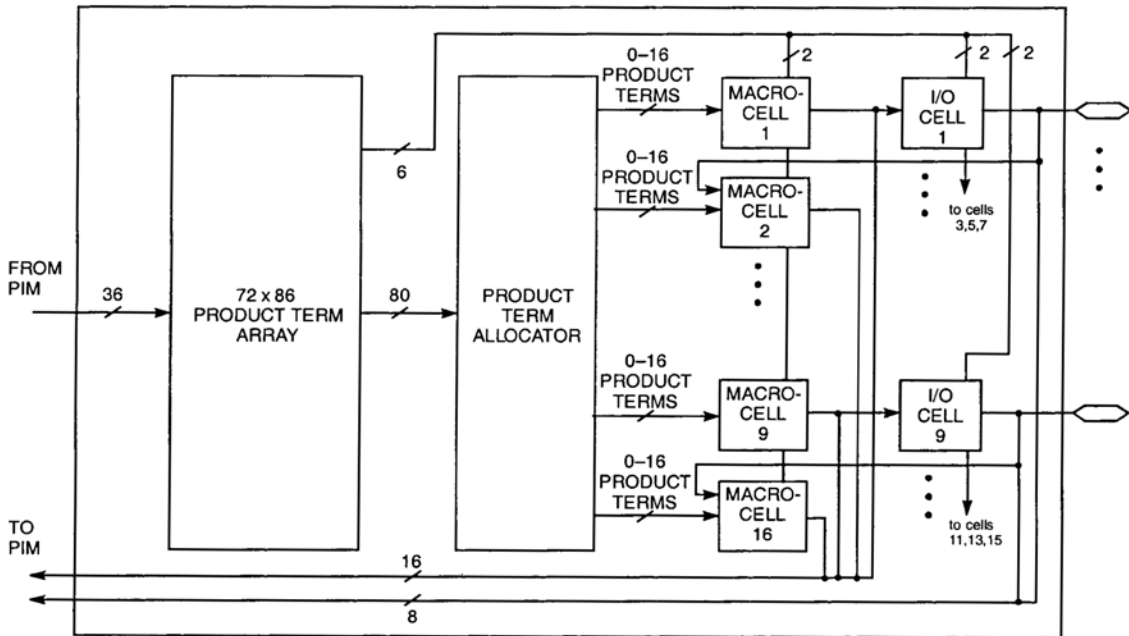 0–16
PRODUCT
TERMS
2
2
2
MACRO-
CELL
1
I/O
CELL
1
6
0–16
PRODUCT
TERMS
MACRO-
CELL
2
to cells
3,5,7
FROM
PIM
36
72 x 86
PRODUCT TERM
ARRAY
80
PRODUCT
TERM
ALLOCATOR
0–16
PRODUCT
TERMS
MACRO-
CELL
9
I/O
CELL
9
0–16
PRODUCT
TERMS
MACRO-
CELL
16
to cells
11,13,15
TO
PIM
16
8